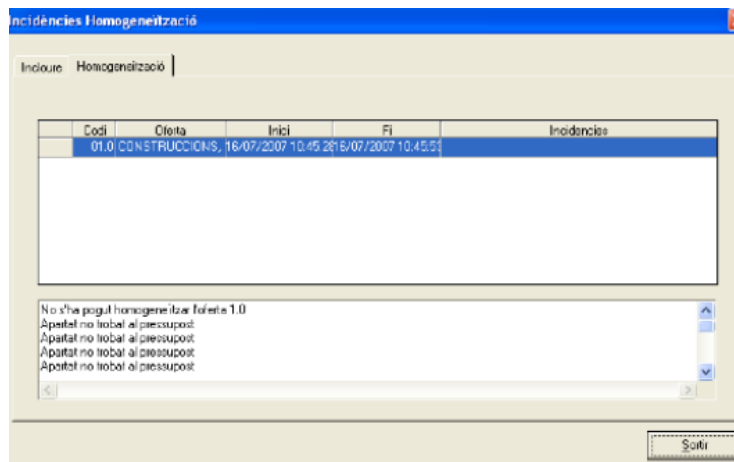 Incidències Homogeneïtzació
Incloure Homogeneïtzació
Codi Oferta Inici Fi Incidencies
01.0 CONSTRUCCIONS, 16/07/2007 10:45:28 16/07/2007 10:45:5
No s'ha pogut homogeneïtzar l'oferta 1.0
Apartat no trobat al pressupost
Apartat no trobat al pressupost
Apartat no trobat al pressupost
Apartat no trobat al pressupost
Sortir